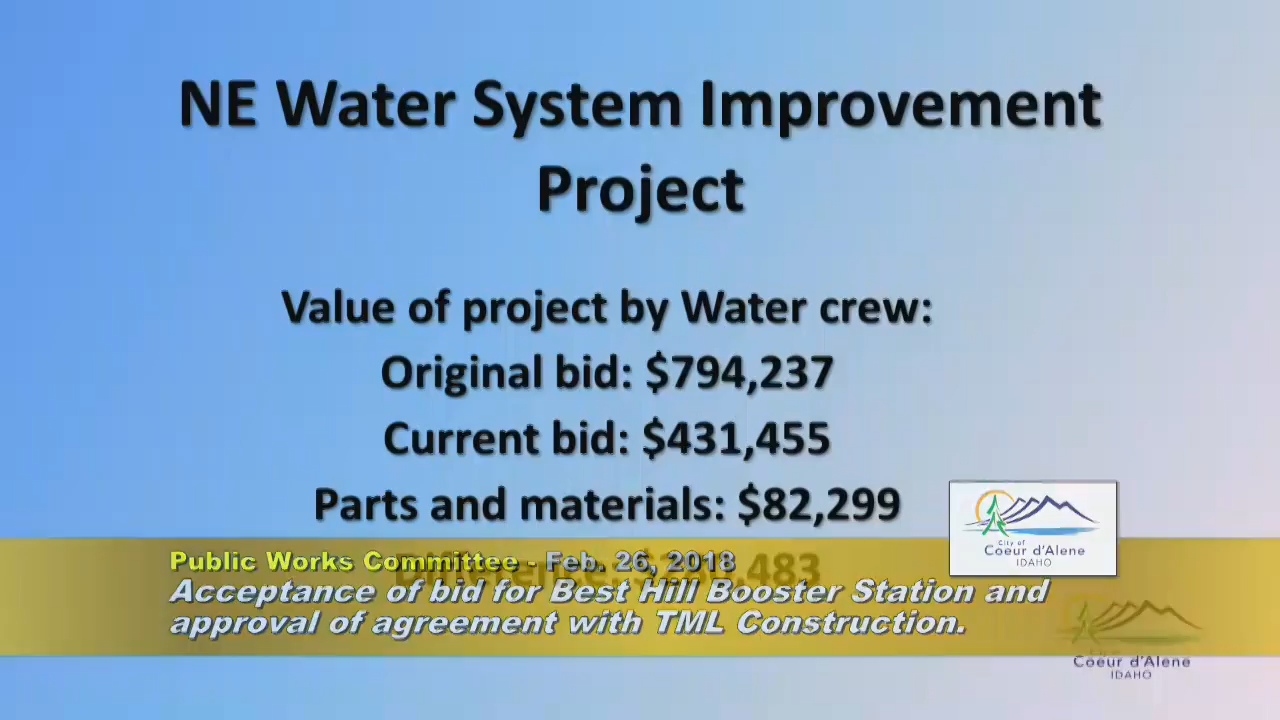 NE Water System Improvement
Project
Value of project by Water crew:
Original bid: $794,237
Current bid: $431,455
Parts and materials: $82,299
Public Works Committee - Feb. 26, 2018
Acceptance of bid for Best Hill Booster Station and
approval of agreement with TML Construction.
City of
Coeur d'Alene
IDAHO
Coeur d'Alene
IDAHO